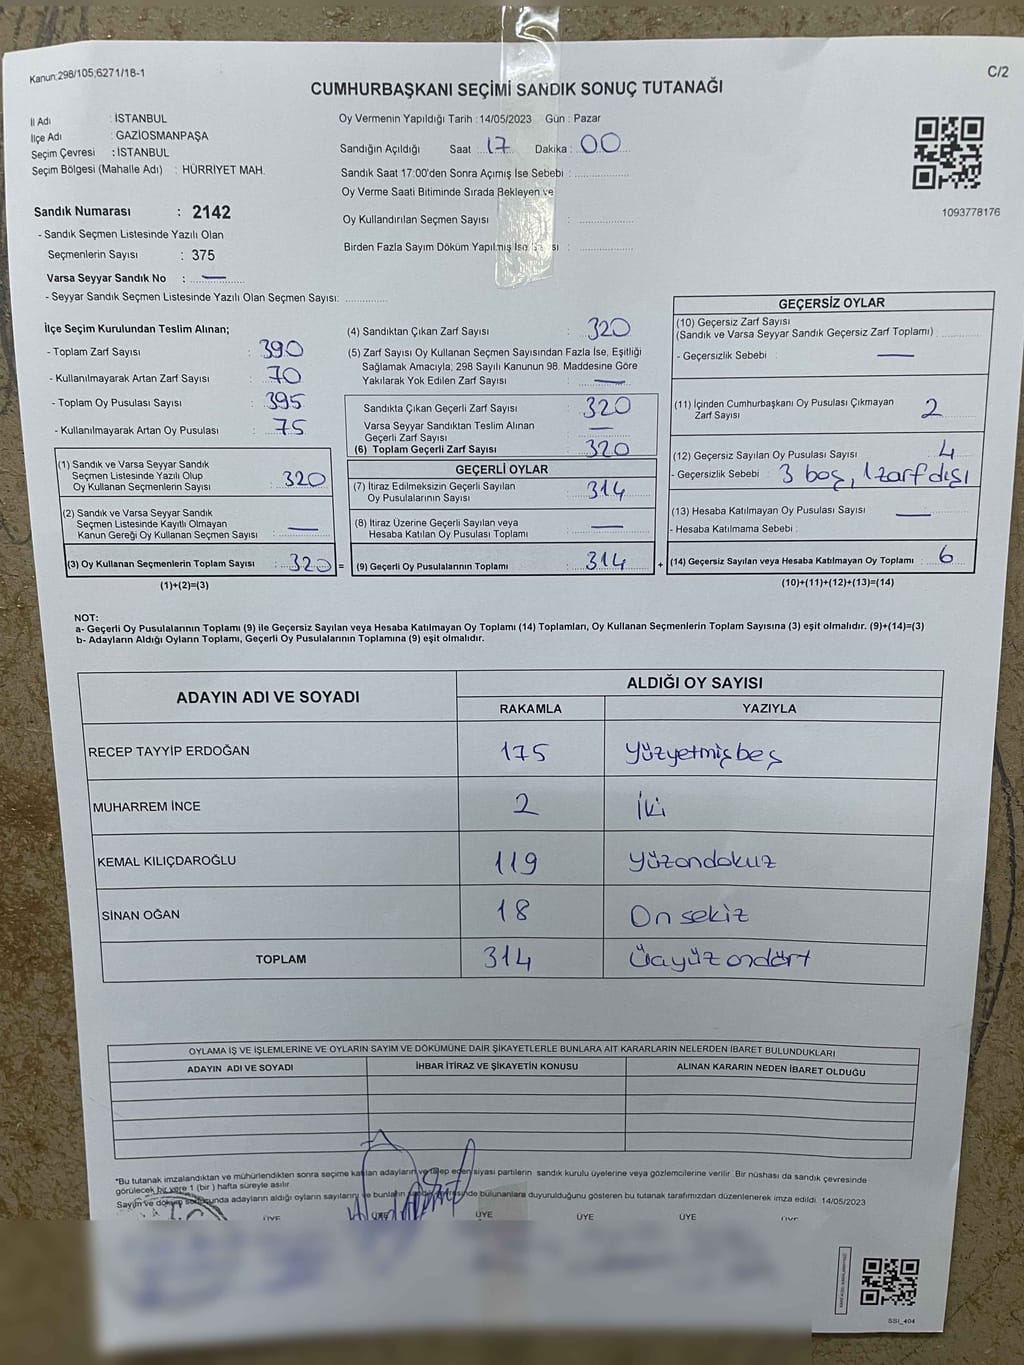 Kanun;298/105,6271/18-1
C/2
CUMHURBAŞKANI SEÇİMİ SANDIK SONUÇ TUTANAĞI
İl Adı : İSTANBUL
İlçe Adı : GAZİOSMANPAŞA
Seçim Çevresi : İSTANBUL
Seçim Bölgesi (Mahalle Adı) : HÜRRİYET MAH.
Oy Vermenin Yapıldığı Tarih : 14/05/2023 Gün : Pazar
Sandığın Açıldığı Saat : 17 Dakika : 00
Sandık Saat 17:00'den Sonra Açımış İse Sebebi :
Oy Verme Saati Bitiminde Sırada Bekleyen ve
Oy Kullandırılan Seçmen Sayısı :
Birden Fazla Sayım Döküm Yapılmış İse :
1093778176
Sandık Numarası : 2142
- Sandık Seçmen Listesinde Yazılı Olan
Seçmenlerin Sayısı : 375
Varsa Seyyar Sandık No : —
- Seyyar Sandık Seçmen Listesinde Yazılı Olan Seçmen Sayısı:
İlçe Seçim Kurulundan Teslim Alınan;
- Toplam Zarf Sayısı : 390
- Kullanılmayarak Artan Zarf Sayısı : 70
- Toplam Oy Pusulası Sayısı : 395
- Kullanılmayarak Artan Oy Pusulası : 75
(1) Sandık ve Varsa Seyyar Sandık
Seçmen Listesinde Yazılı Olup
Oy Kullanan Seçmenlerin Sayısı : 320
(2) Sandık ve Varsa Seyyar Sandık
Seçmen Listesinde Kayıtlı Olmayan
Kanun Gereği Oy Kullanan Seçmen Sayısı : —
(3) Oy Kullanan Seçmenlerin Toplam Sayısı : 320 =
(1)+(2)=(3)
(4) Sandıktan Çıkan Zarf Sayısı : 320
(5) Zarf Sayısı Oy Kullanan Seçmen Sayısından Fazla İse, Eşitliği
Sağlamak Amacıyla; 298 Sayılı Kanunun 98. Maddesine Göre
Yakılarak Yok Edilen Zarf Sayısı : —
Sandıkta Çıkan Geçerli Zarf Sayısı : 320
Varsa Seyyar Sandıktan Teslim Alınan
Geçerli Zarf Sayısı : —
(6) Toplam Geçerli Zarf Sayısı : 320
GEÇERLİ OYLAR
(7) İtiraz Edilmeksizin Geçerli Sayılan
Oy Pusulalarının Sayısı : 314
(8) İtiraz Üzerine Geçerli Sayılan veya
Hesaba Katılan Oy Pusulası Toplamı : —
(9) Geçerli Oy Pusulalarının Toplamı : 314 +
GEÇERSİZ OYLAR
(10) Geçersiz Zarf Sayısı
(Sandık ve Varsa Seyyar Sandık Geçersiz Zarf Toplamı) :
- Geçersizlik Sebebi : —
(11) İçinden Cumhurbaşkanı Oy Pusulası Çıkmayan
Zarf Sayısı : 2
(12) Geçersiz Sayılan Oy Pusulası Sayısı : 4
- Geçersizlik Sebebi : 3 boş, 1 zarf dışı
(13) Hesaba Katılmayan Oy Pusulası Sayısı : —
- Hesaba Katılmama Sebebi :
(14) Geçersiz Sayılan veya Hesaba Katılmayan Oy Toplamı : 6
(10)+(11)+(12)+(13)=(14)
NOT:
a- Geçerli Oy Pusulalarının Toplamı (9) ile Geçersiz Sayılan veya Hesaba Katılmayan Oy Toplamı (14) Toplamları, Oy Kullanan Seçmenlerin Toplam Sayısına (3) eşit olmalıdır. (9)+(14)=(3)
b- Adayların Aldığı Oyların Toplamı, Geçerli Oy Pusulalarının Toplamına (9) eşit olmalıdır.
ADAYIN ADI VE SOYADI ALDIĞI OY SAYISI
RAKAMLA YAZIYLA
RECEP TAYYİP ERDOĞAN 175 Yüzyetmişbeş
MUHARREM İNCE 2 İki
KEMAL KILIÇDAROĞLU 119 Yüzondokuz
SİNAN OĞAN 18 On sekiz
TOPLAM 314 Üçyüzondört
OYLAMA İŞ VE İŞLEMLERİNE VE OYLARIN SAYIM VE DÖKÜMÜNE DAİR ŞİKAYETLERLE BUNLARA AİT KARARLARIN NELERDEN İBARET BULUNDUKLARI
ADAYIN ADI VE SOYADI İHBAR İTİRAZ VE ŞİKAYETİN KONUSU ALINAN KARARIN NEDEN İBARET OLDUĞU
*Bu tutanak imzalandıktan ve mühürlendikten sonra seçime katılan adayların ve talep eden siyasi partilerin sandık kurulu üyelerine veya gözlemcilerine verilir. Bir nüshası da sandık çevresinde
görülecek bir yere 1 (bir) hafta süreyle asılır.
Sayım ve döküm adayların aldığı oyların sayılarını ve bunların bulunanlara duyurulduğunu gösteren bu tutanak tarafımızdan düzenlenerek imza edildi. 14/05/2023
ÜYE ÜYE ÜYE ÜYE ÜYE
SSİ_404